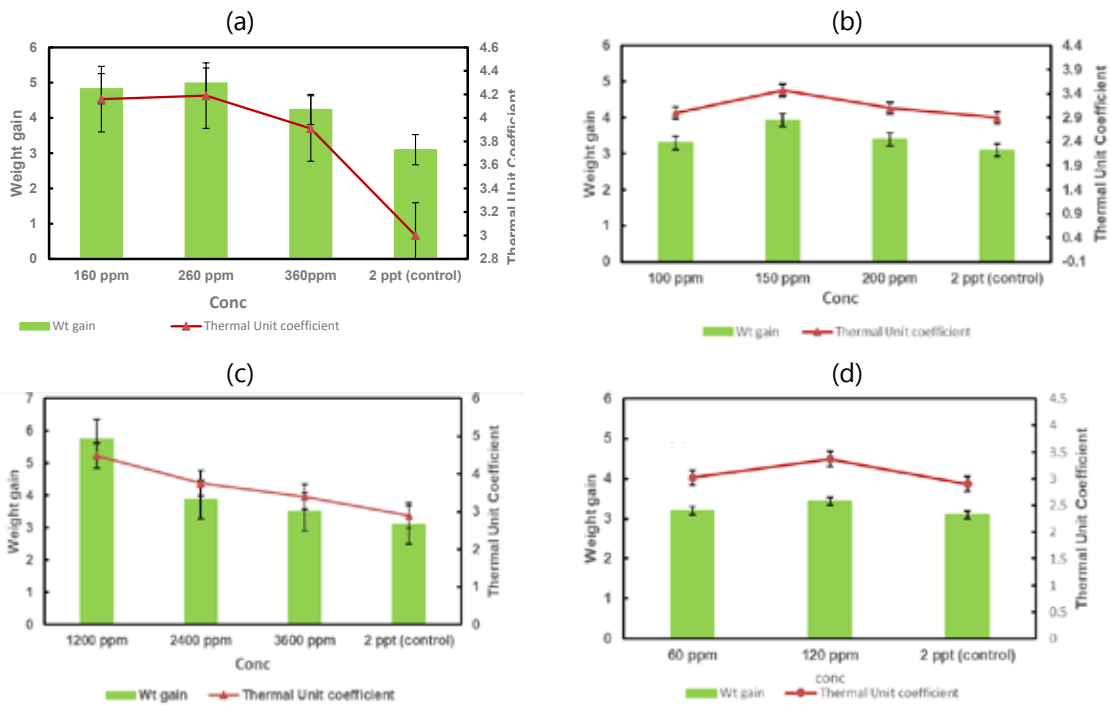 (a)
6
5
4
3
2
1
0
Weight gain
4.6
4.4
4.2
4
3.8
3.6
3.4
3.2
3
2.8
Thermal Unit Coefficient
160 ppm 260 ppm 360ppm 2 ppt (control)
Conc
Wt gain Thermal Unit coefficient
(b)
6
5
4
3
2
1
0
Weight gain
4.4
3.9
3.4
2.9
2.4
1.9
1.4
0.9
0.4
-0.1
Thermal Unit Coefficient
100 ppm 150 ppm 200 ppm 2 ppt (control)
Conc
Wt gain Thermal Unit coefficient
(c)
7
6
5
4
3
2
1
0
Weight gain
6
5
4
3
2
1
0
Thermal Unit Coefficient
1200 ppm 2400 ppm 3600 ppm 2 ppt (control)
Conc
Wt gain Thermal Unit coefficient
(d)
6
5
4
3
2
1
0
Weight gain
4.5
4
3.5
3
2.5
2
1.5
1
0.5
0
Thermal Unit Coefficient
60 ppm 120 ppm 2 ppt (control)
conc
Wt gain Thermal Unit coefficient